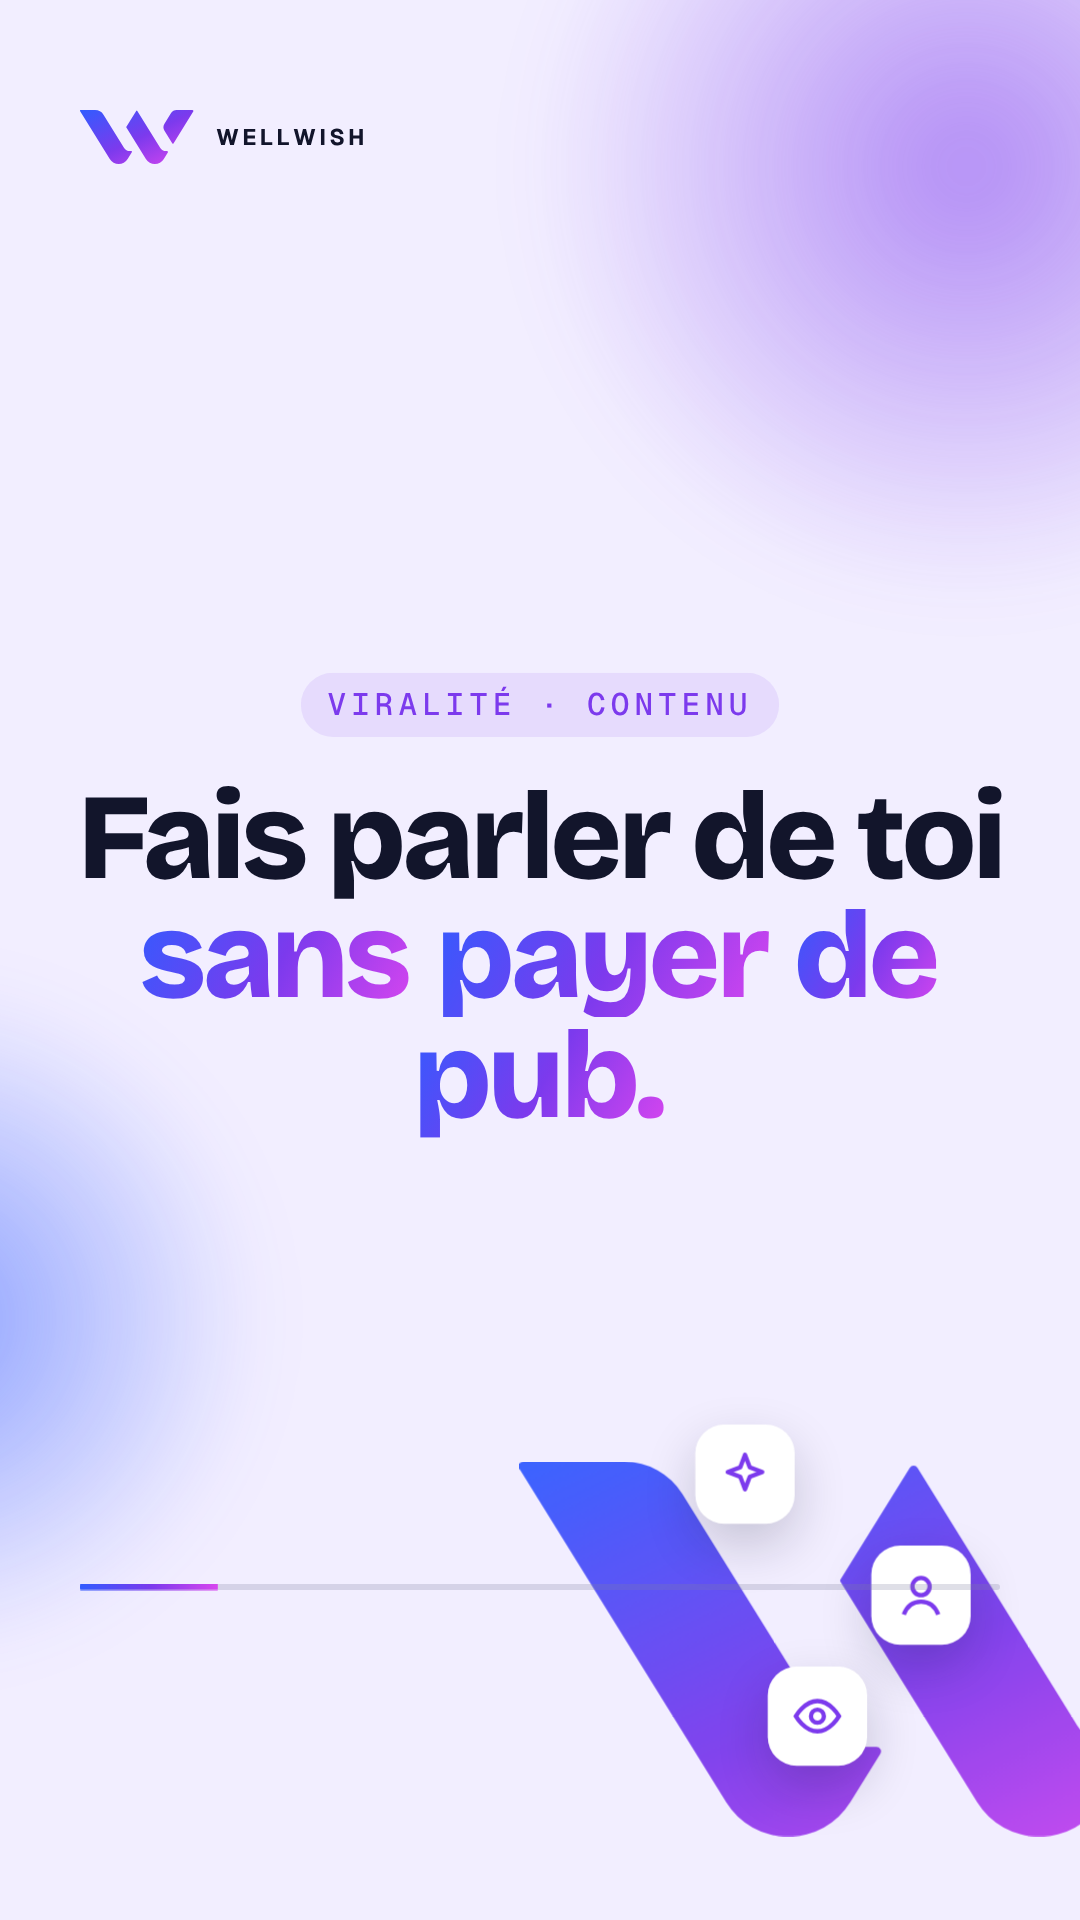 WELLWISH
VIRALITÉ · CONTENU
Fais parler de toi
sans payer de
pub.